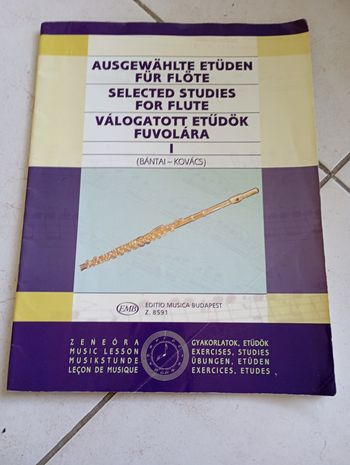 AUSGEWÄHLTE ETÜDEN
FÜR FLÖTE
SELECTED STUDIES
FOR FLUTE
VÁLOGATOTT ETŰDÖK
FUVOLÁRA
I
(BÁNTAI – KOVÁCS)
EMB
EDITIO MUSICA BUDAPEST
Z. 8591
ZENEÓRA
MUSIC LESSON
MUSIKSTUNDE
LEÇON DE MUSIQUE
GYAKORLATOK, ETŰDÖK
EXERCISES, STUDIES
ÜBUNGEN, ETÜDEN
EXERCICES, ETUDES